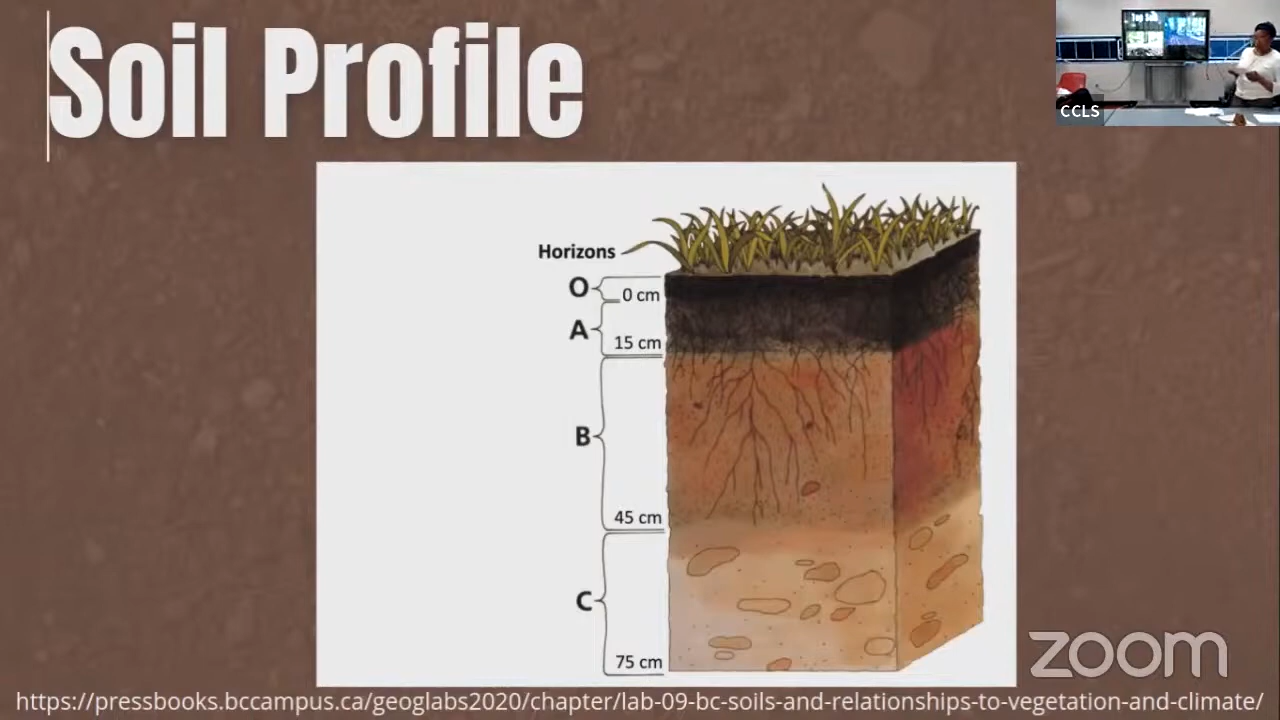 Soil Profile
CCLS
Horizons
O
0 cm
A
15 cm
B
45 cm
C
75 cm
zoom
https://pressbooks.bccampus.ca/geoglabs2020/chapter/lab-09-bc-soils-and-relationships-to-vegetation-and-climate/